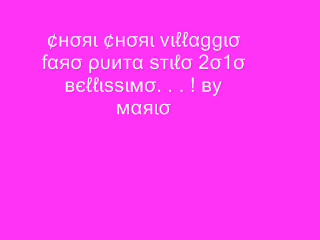 ¢нσяι ¢нσяι νιℓℓαggισ
fαяσ ρυитα ѕтιℓσ 2σ1σ
вєℓℓιѕѕιмσ. . . ! ву
мαяισ